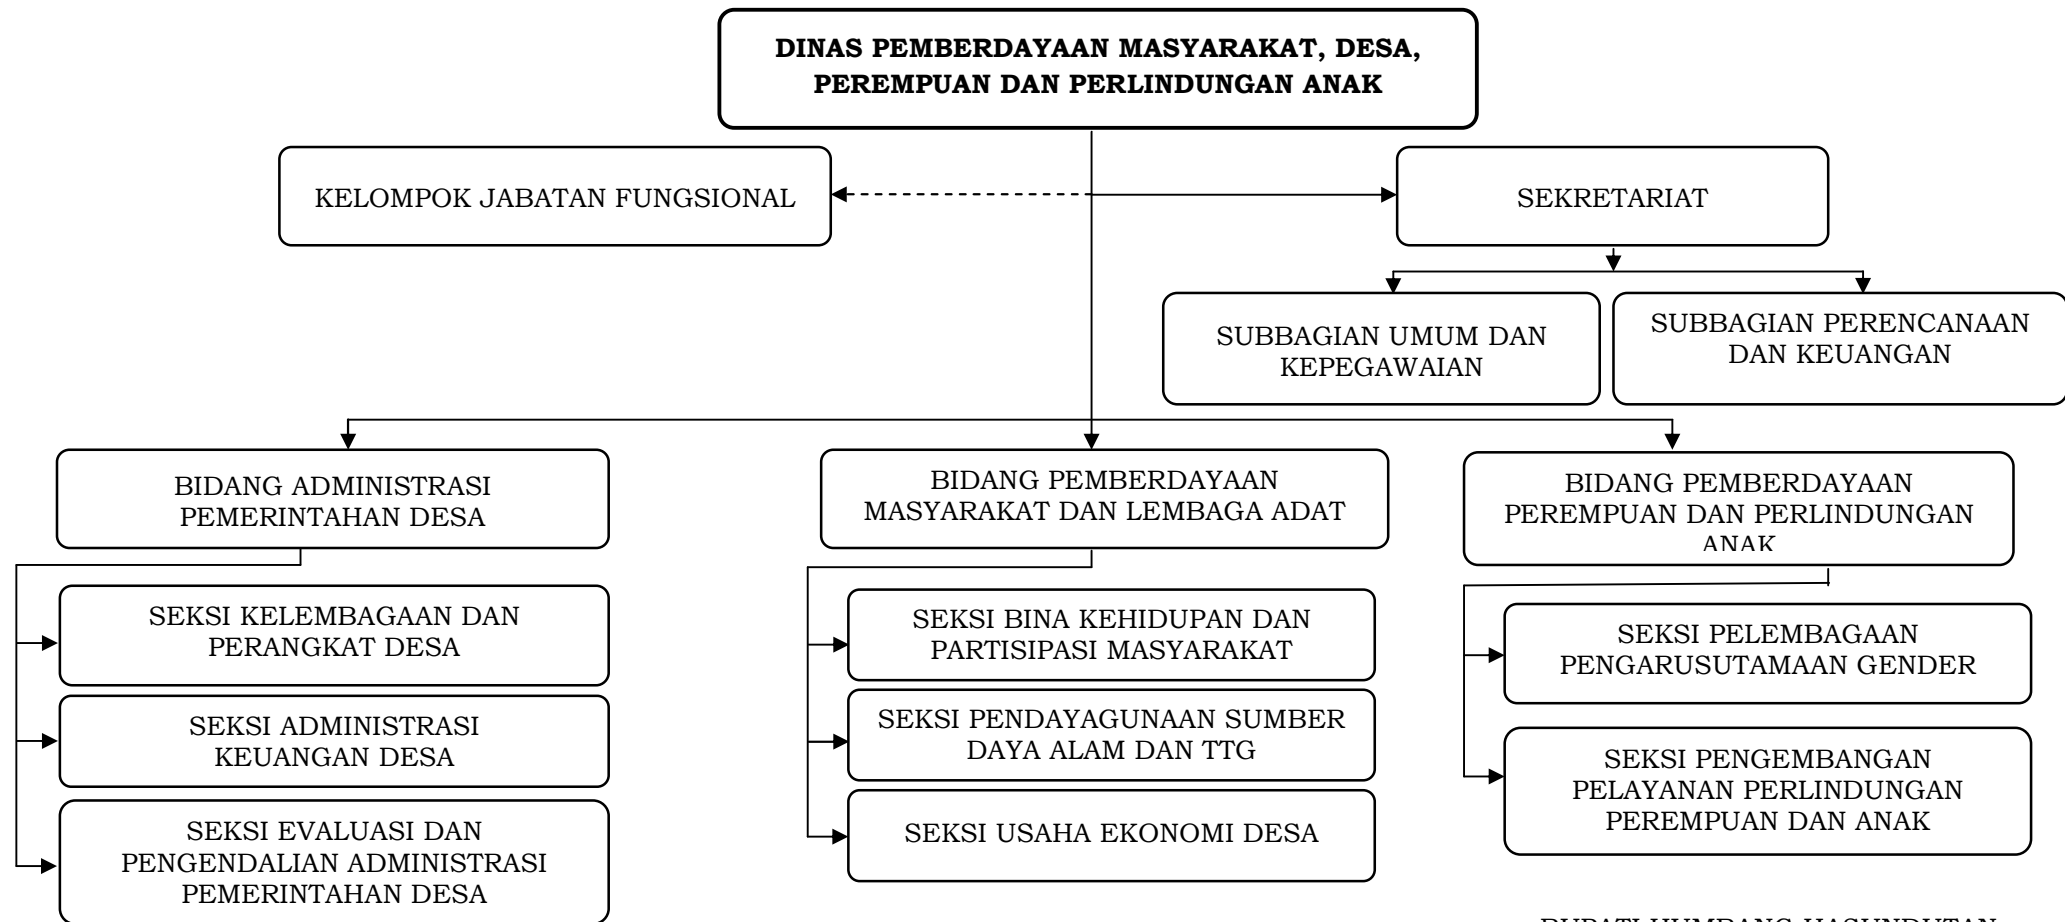 DINAS PEMBERDAYAAN MASYARAKAT, DESA,
PEREMPUAN DAN PERLINDUNGAN ANAK
KELOMPOK JABATAN FUNGSIONAL
SEKRETARIAT
SUBBAGIAN UMUM DAN
KEPEGAWAIAN
SUBBAGIAN PERENCANAAN
DAN KEUANGAN
BIDANG ADMINISTRASI
PEMERINTAHAN DESA
BIDANG PEMBERDAYAAN
MASYARAKAT DAN LEMBAGA ADAT
BIDANG PEMBERDAYAAN
PEREMPUAN DAN PERLINDUNGAN
ANAK
SEKSI KELEMBAGAAN DAN
PERANGKAT DESA
SEKSI ADMINISTRASI
KEUANGAN DESA
SEKSI EVALUASI DAN
PENGENDALIAN ADMINISTRASI
PEMERINTAHAN DESA
SEKSI BINA KEHIDUPAN DAN
PARTISIPASI MASYARAKAT
SEKSI PENDAYAGUNAAN SUMBER
DAYA ALAM DAN TTG
SEKSI USAHA EKONOMI DESA
SEKSI PELEMBAGAAN
PENGARUSUTAMAAN GENDER
SEKSI PENGEMBANGAN
PELAYANAN PERLINDUNGAN
PEREMPUAN DAN ANAK
BUPATI HUMBANG HASUNDUTAN